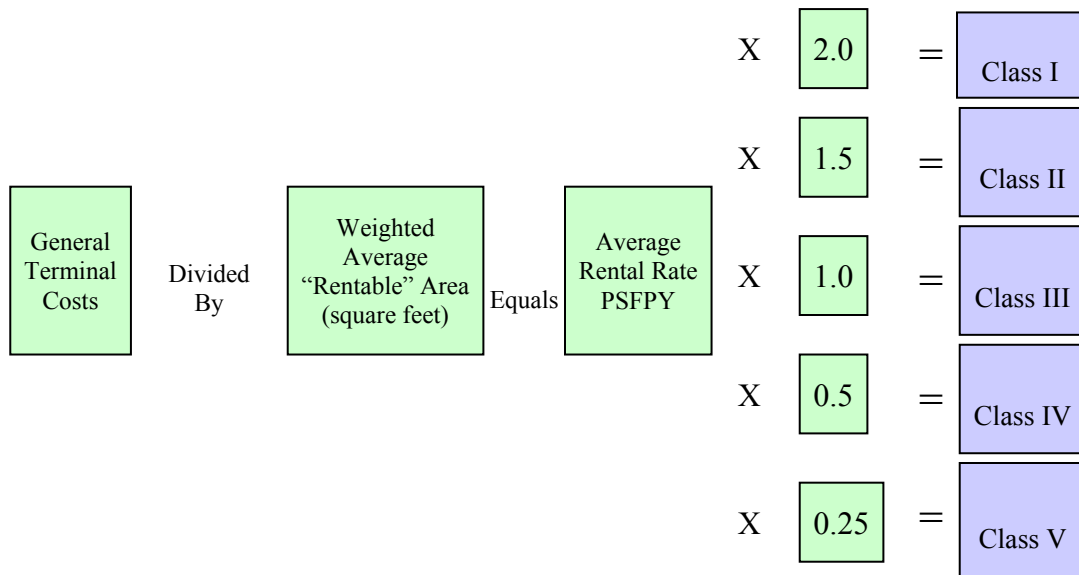 General
Terminal
Costs
Divided
By
Weighted
Average
“Rentable” Area
(square feet)
Equals
Average
Rental Rate
PSFPY
X 2.0 = Class I
X 1.5 = Class II
X 1.0 = Class III
X 0.5 = Class IV
X 0.25 = Class V